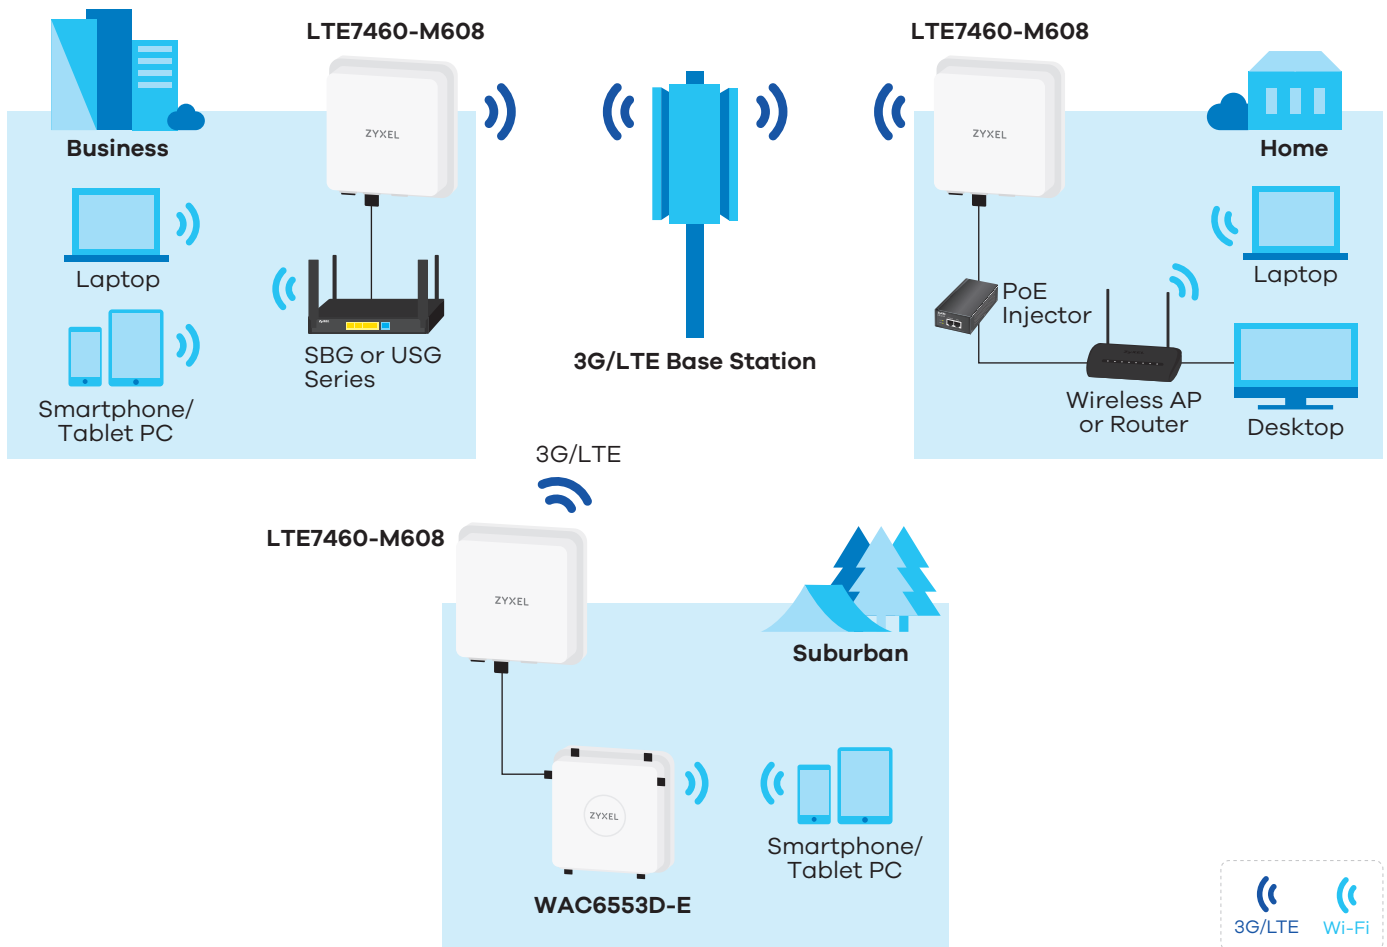 LTE7460-M608
LTE7460-M608
ZYXEL
ZYXEL
Business
Home
Laptop
Laptop
PoE
Injector
SBG or USG
Series
3G/LTE Base Station
Smartphone/
Tablet PC
Wireless AP
or Router
Desktop
3G/LTE
LTE7460-M608
ZYXEL
Suburban
ZYXEL
Smartphone/
Tablet PC
WAC6553D-E
3G/LTE
Wi-Fi